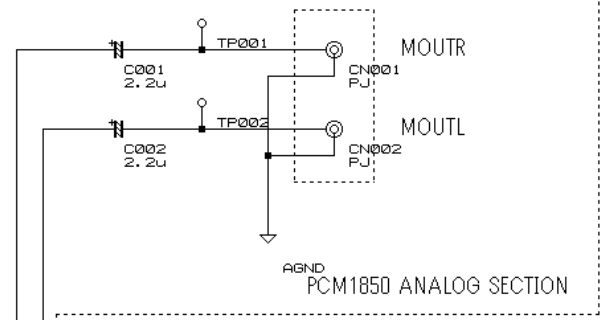 TP001
MOUTR
C001
2.2u
CN001
PJ
TP002
MOUTL
C002
2.2u
CN002
PJ
AGND
PCM1850 ANALOG SECTION